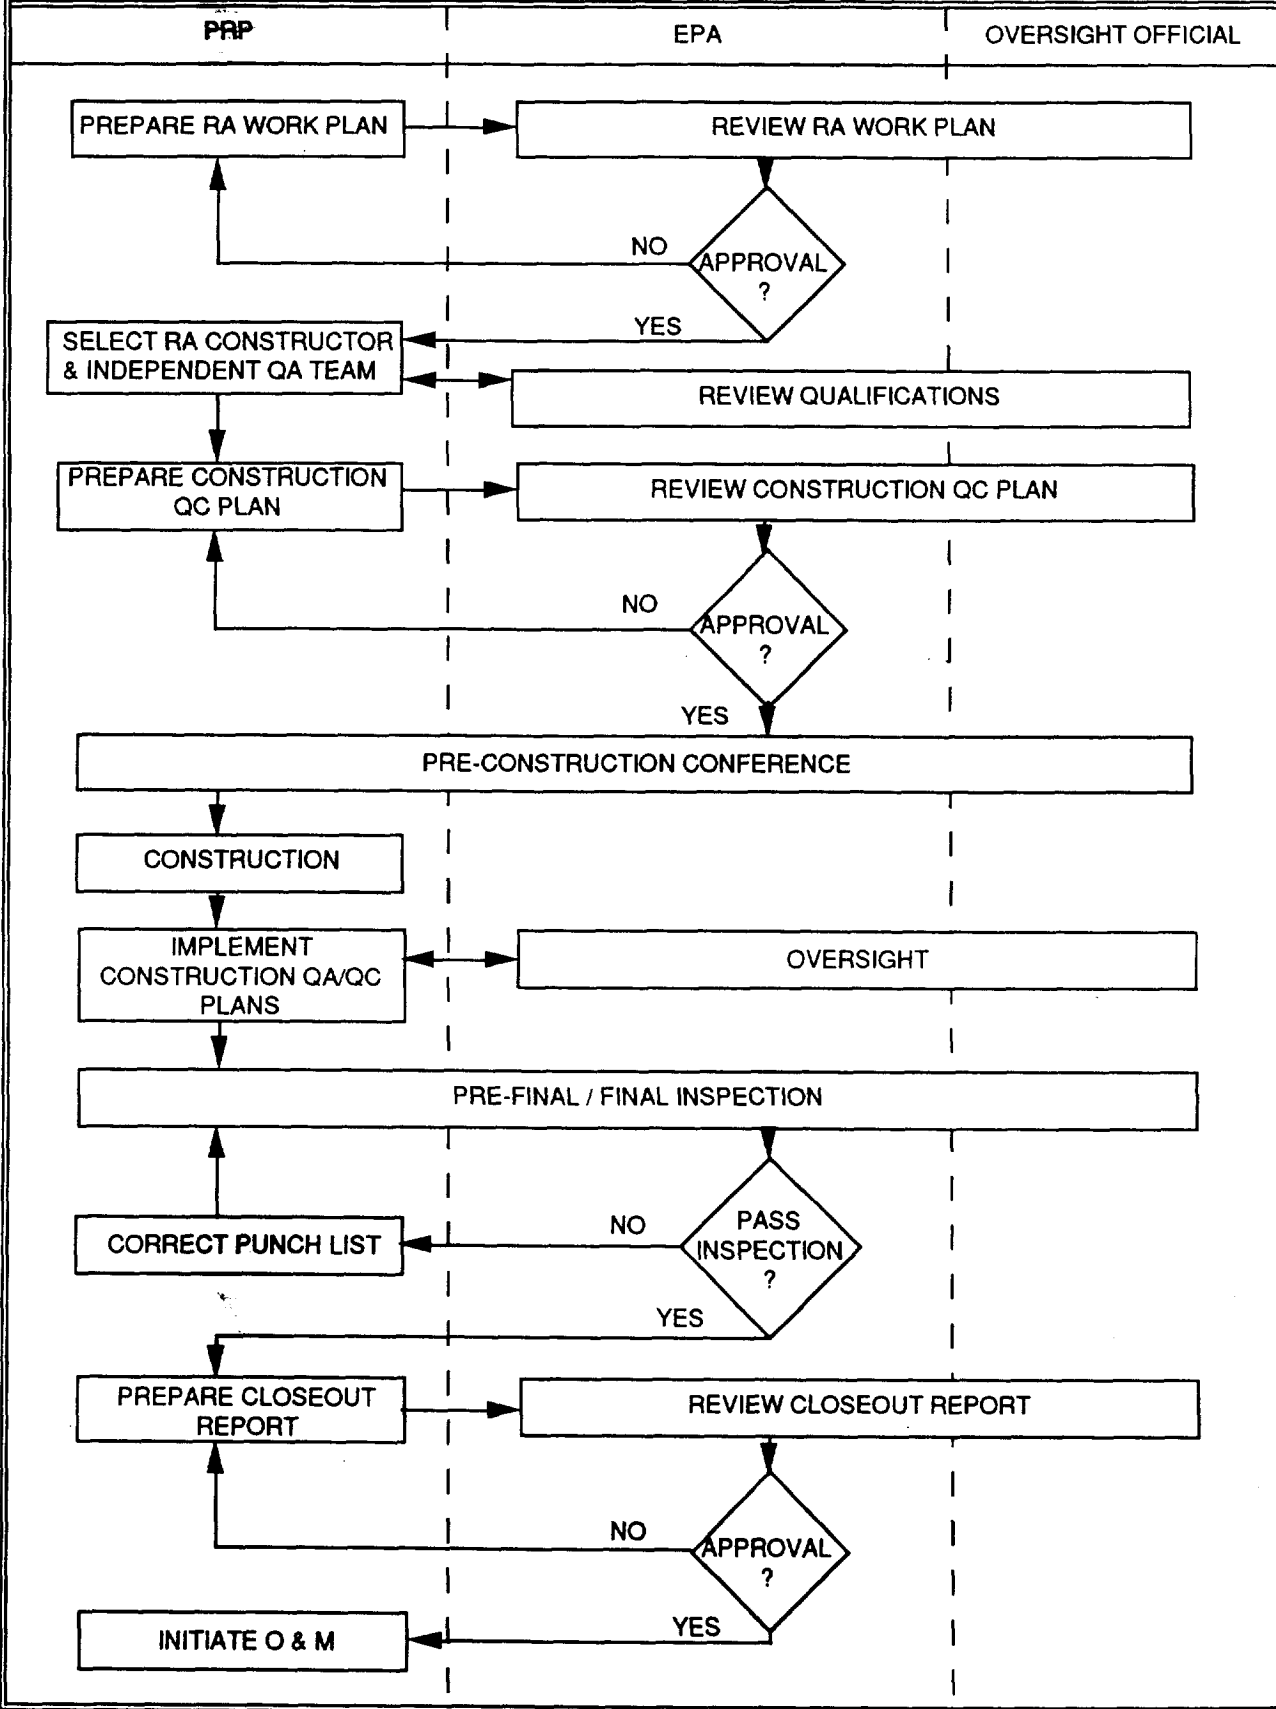 PRP
EPA
OVERSIGHT OFFICIAL
PREPARE RA WORK PLAN
REVIEW RA WORK PLAN
NO
APPROVAL
?
YES
SELECT RA CONSTRUCTOR
& INDEPENDENT QA TEAM
REVIEW QUALIFICATIONS
PREPARE CONSTRUCTION
QC PLAN
REVIEW CONSTRUCTION QC PLAN
NO
APPROVAL
?
YES
PRE-CONSTRUCTION CONFERENCE
CONSTRUCTION
IMPLEMENT
CONSTRUCTION QA/QC
PLANS
OVERSIGHT
PRE-FINAL / FINAL INSPECTION
CORRECT PUNCH LIST
NO
PASS
INSPECTION
?
YES
PREPARE CLOSEOUT
REPORT
REVIEW CLOSEOUT REPORT
NO
APPROVAL
?
YES
INITIATE O & M